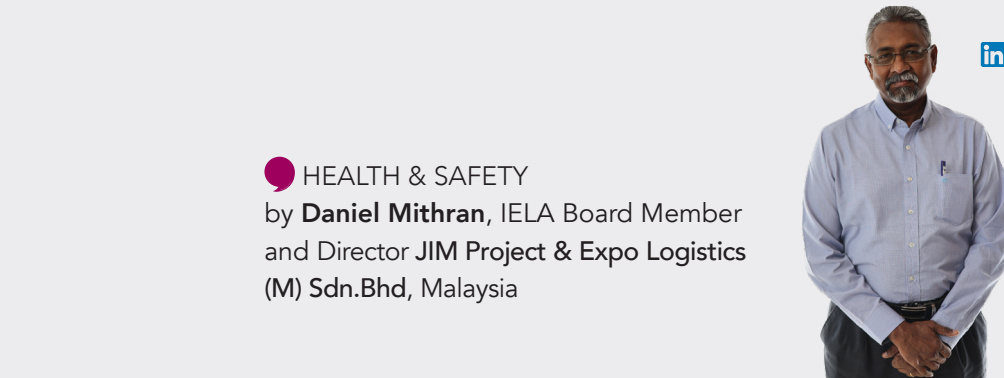 HEALTH & SAFETY
by Daniel Mithran, IELA Board Member
and Director JIM Project & Expo Logistics
(M) Sdn.Bhd, Malaysia
in